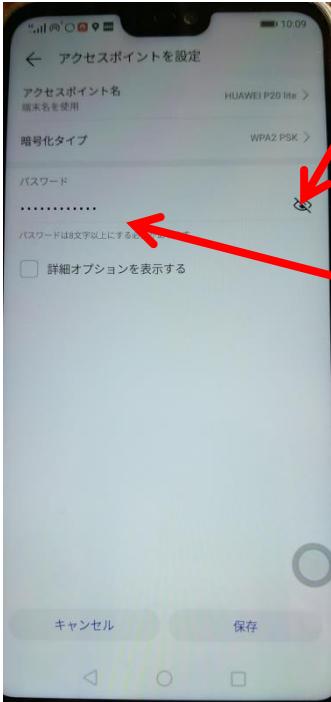 10:09
アクセスポイントを設定
アクセスポイント名
端末名を使用
HUAWEI P20 lite
暗号化タイプ
WPA2 PSK
パスワード
••••••••••••
パスワードは8文字以上にする必
詳細オプションを表示する
キャンセル
保存